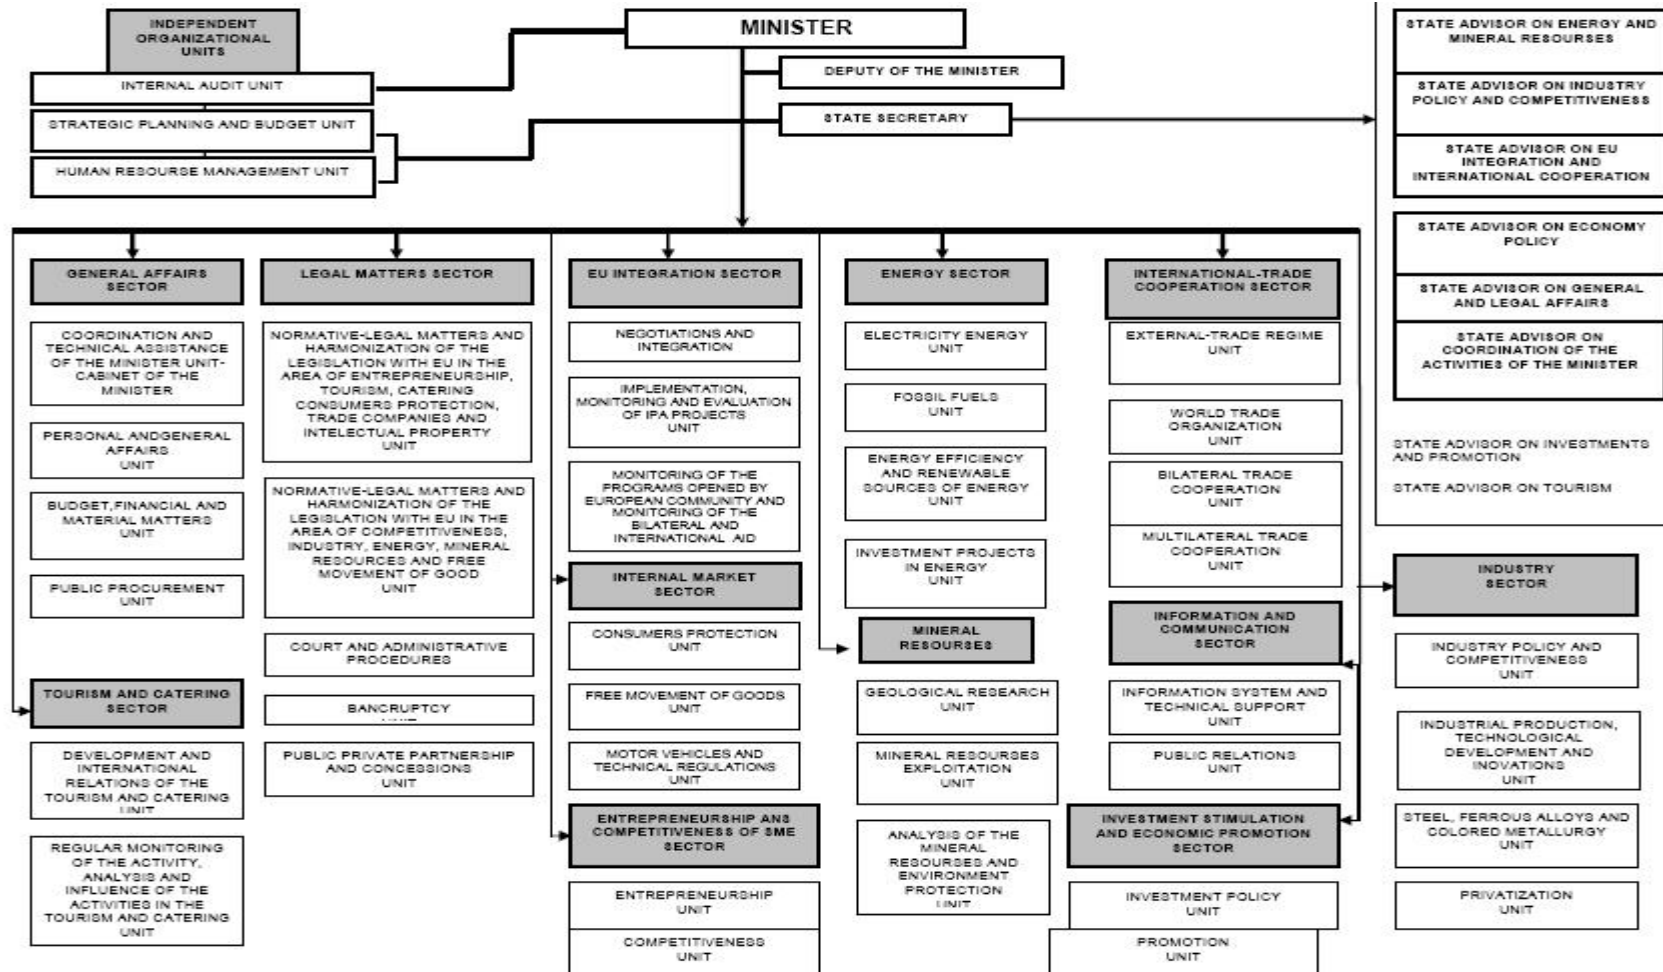 INDEPENDENT
ORGANIZATIONAL
UNITS
INTERNAL AUDIT UNIT
STRATEGIC PLANNING AND BUDGET UNIT
HUMAN RESOURSE MANAGEMENT UNIT
MINISTER
DEPUTY OF THE MINISTER
STATE SECRETARY
STATE ADVISOR ON ENERGY AND
MINERAL RESOURSES
STATE ADVISOR ON INDUSTRY
POLICY AND COMPETITIVENESS
STATE ADVISOR ON EU
INTEGRATION AND
INTERNATIONAL COOPERATION
STATE ADVISOR ON ECONOMY
POLICY
STATE ADVISOR ON GENERAL
AND LEGAL AFFAIRS
STATE ADVISOR ON
COORDINATION OF THE
ACTIVITIES OF THE MINISTER
STATE ADVISOR ON INVESTMENTS
AND PROMOTION
STATE ADVISOR ON TOURISM
GENERAL AFFAIRS
SECTOR
COORDINATION AND
TECHNICAL ASSISTANCE
OF THE MINISTER UNIT-
CABINET OF THE
MINISTER
PERSONAL ANDGENERAL
AFFAIRS
UNIT
BUDGET,FINANCIAL AND
MATERIAL MATTERS
UNIT
PUBLIC PROCUREMENT
UNIT
TOURISM AND CATERING
SECTOR
DEVELOPMENT AND
INTERNATIONAL
RELATIONS OF THE
TOURISM AND CATERING
UNIT
REGULAR MONITORING
OF THE ACTIVITY,
ANALYSIS AND
INFLUENCE OF THE
ACTIVITIES IN THE
TOURISM AND CATERING
UNIT
LEGAL MATTERS SECTOR
NORMATIVE-LEGAL MATTERS AND
HARMONIZATION OF THE
LEGISLATION WITH EU IN THE
AREA OF ENTREPRENEURSHIP,
TOURISM, CATERING
CONSUMERS PROTECTION,
TRADE COMPANIES AND
INTELECTUAL PROPERTY
UNIT
NORMATIVE-LEGAL MATTERS AND
HARMONIZATION OF THE
LEGISLATION WITH EU IN THE
AREA OF COMPETITIVENESS,
INDUSTRY, ENERGY, MINERAL
RESOURCES AND FREE
MOVEMENT OF GOOD
UNIT
COURT AND ADMINISTRATIVE
PROCEDURES
BANCRUPTCY
UNIT
PUBLIC PRIVATE PARTNERSHIP
AND CONCESSIONS
UNIT
EU INTEGRATION SECTOR
NEGOTIATIONS AND
INTEGRATION
IMPLEMENTATION,
MONITORING AND EVALUATION
OF IPA PROJECTS
UNIT
MONITORING OF THE
PROGRAMS OPENED BY
EUROPEAN COMMUNITY AND
MONITORING OF THE
BILATERAL AND
INTERNATIONAL AID
INTERNAL MARKET
SECTOR
CONSUMERS PROTECTION
UNIT
FREE MOVEMENT OF GOODS
UNIT
MOTOR VEHICLES AND
TECHNICAL REGULATIONS
UNIT
ENTREPRENEURSHIP ANS
COMPETITIVENESS OF SME
SECTOR
ENTREPRENEURSHIP
UNIT
COMPETITIVENESS
UNIT
ENERGY SECTOR
ELECTRICITY ENERGY
UNIT
FOSSIL FUELS
UNIT
ENERGY EFFICIENCY
AND RENEWABLE
SOURCES OF ENERGY
UNIT
INVESTMENT PROJECTS
IN ENERGY
UNIT
MINERAL
RESOURSES
GEOLOGICAL RESEARCH
UNIT
MINERAL RESOURSES
EXPLOITATION
UNIT
ANALYSIS OF THE
MINERAL
RESOURSES AND
ENVIRONMENT
PROTECTION
UNIT
INTERNATIONAL-TRADE
COOPERATION SECTOR
EXTERNAL-TRADE REGIME
UNIT
WORLD TRADE
ORGANIZATION
UNIT
BILATERAL TRADE
COOPERATION
UNIT
MULTILATERAL TRADE
COOPERATION
UNIT
INFORMATION AND
COMMUNICATION
SECTOR
INFORMATION SYSTEM AND
TECHNICAL SUPPORT
UNIT
PUBLIC RELATIONS
UNIT
INVESTMENT STIMULATION
AND ECONOMIC PROMOTION
SECTOR
INVESTMENT POLICY
UNIT
PROMOTION
UNIT
INDUSTRY
SECTOR
INDUSTRY POLICY AND
COMPETITIVENESS
UNIT
INDUSTRIAL PRODUCTION,
TECHNOLOGICAL
DEVELOPMENT AND
INOVATIONS
UNIT
STEEL, FERROUS ALLOYS AND
COLORED METALLURGY
UNIT
PRIVATIZATION
UNIT